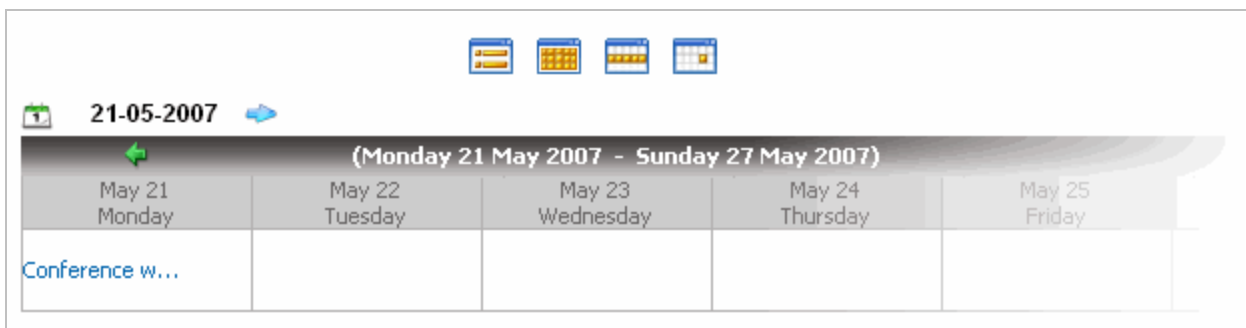 21-05-2007
(Monday 21 May 2007 - Sunday 27 May 2007)
May 21 May 22 May 23 May 24 May 25
Monday Tuesday Wednesday Thursday Friday
Conference w...